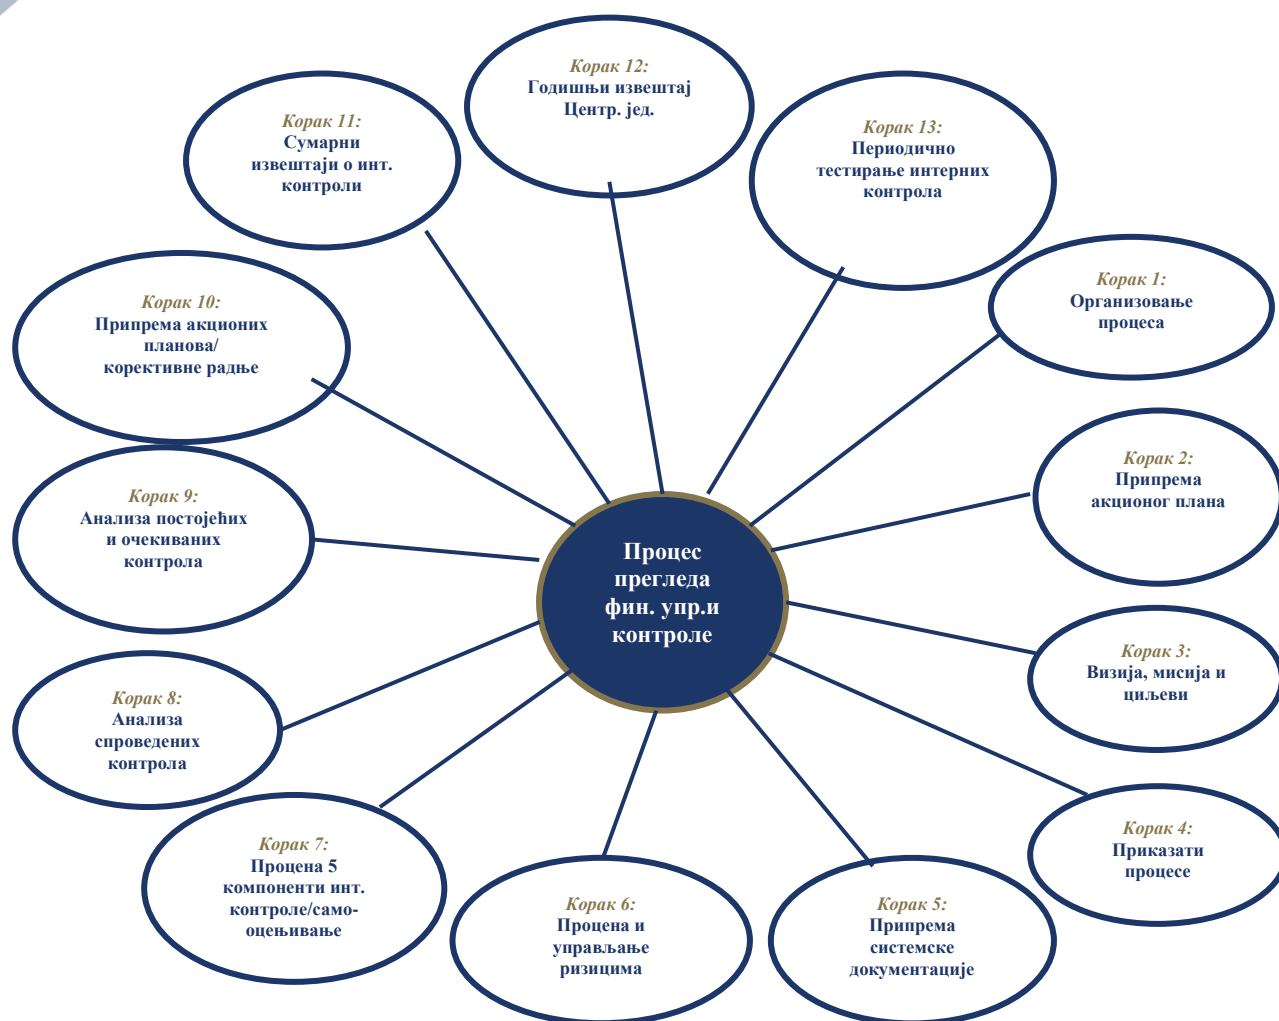 Корак 12:
Годишњи извештај
Центр. јед.
Корак 11:
Сумарни
извештаји о инт.
контроли
Корак 13:
Периодично
тестирање интерних
контрола
Корак 10:
Припрема акционих
планова/
корективне радње
Корак 1:
Организовање
процеса
Корак 2:
Припрема
акционог плана
Корак 9:
Анализа постојећих
и очекиваних
контрола
Процес
прегледа
фин. упр.и
контроле
Корак 3:
Визија, мисија и
циљеви
Корак 8:
Анализа
спроведених
контрола
Корак 4:
Приказати
процесе
Корак 7:
Процена 5
компоненти инт.
контроле/само-
оцењивање
Корак 6:
Процена и
управљање
ризицима
Корак 5:
Припрема
системске
документације